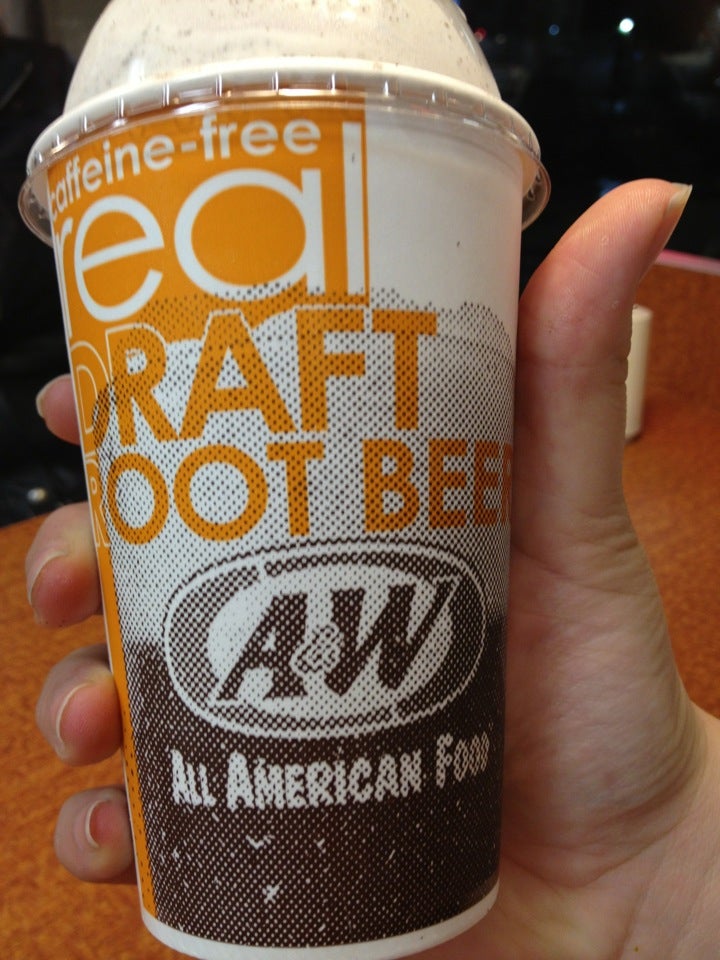 caffeine-free
real
DRAFT
ROOT BEER
A&W
ALL AMERICAN FOOD